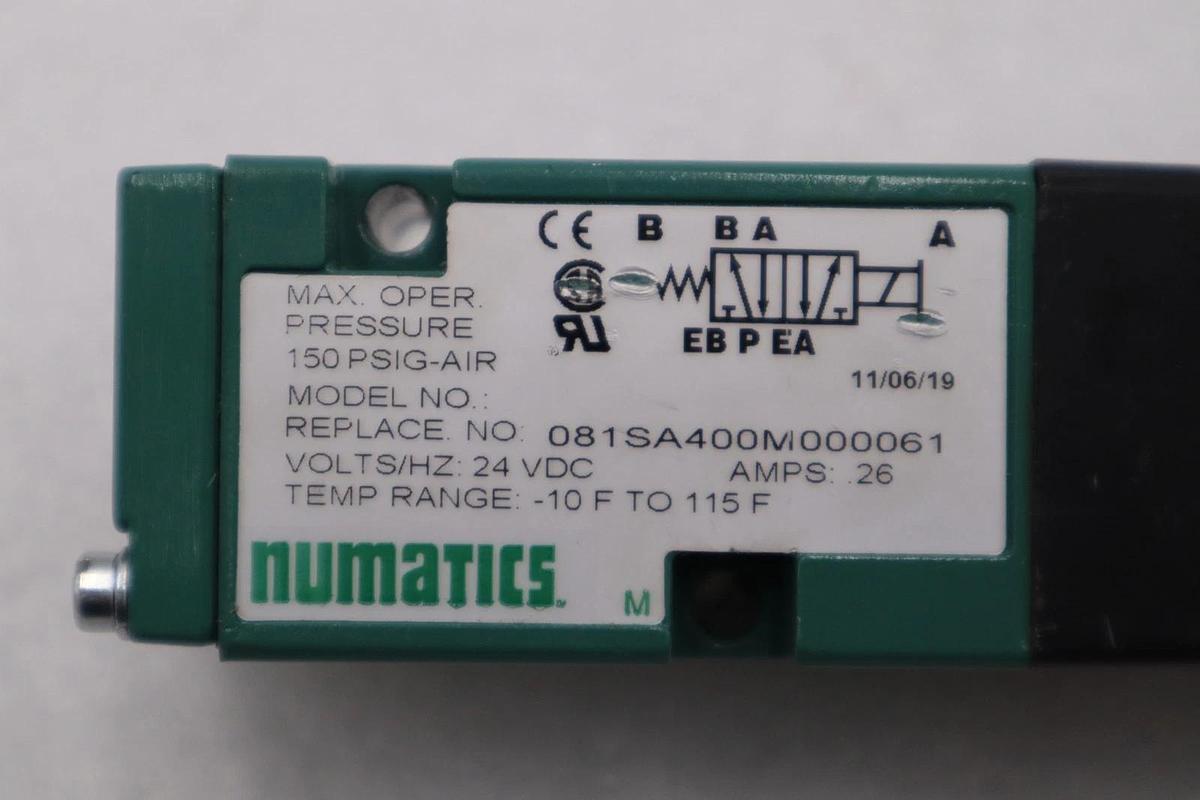 CE B B A A
EB P EA
11/06/19
MAX. OPER.
PRESSURE
150 PSIG-AIR
MODEL NO.:
REPLACE. NO: 081SA400M000061
VOLTS/HZ: 24 VDC AMPS: .26
TEMP RANGE: -10 F TO 115 F
numatics
M